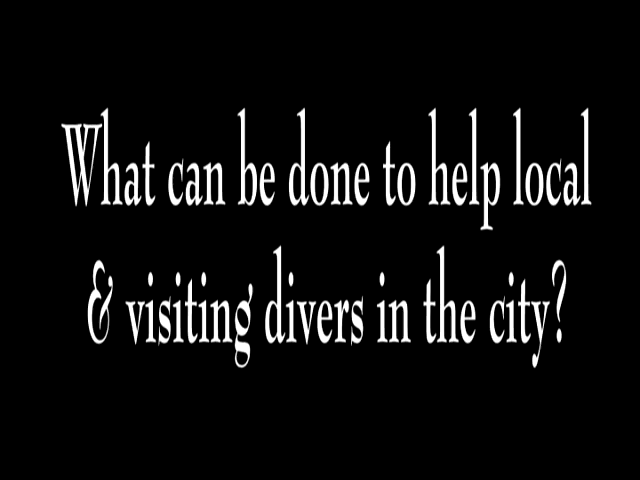 What can be done to help local
& visiting divers in the city?